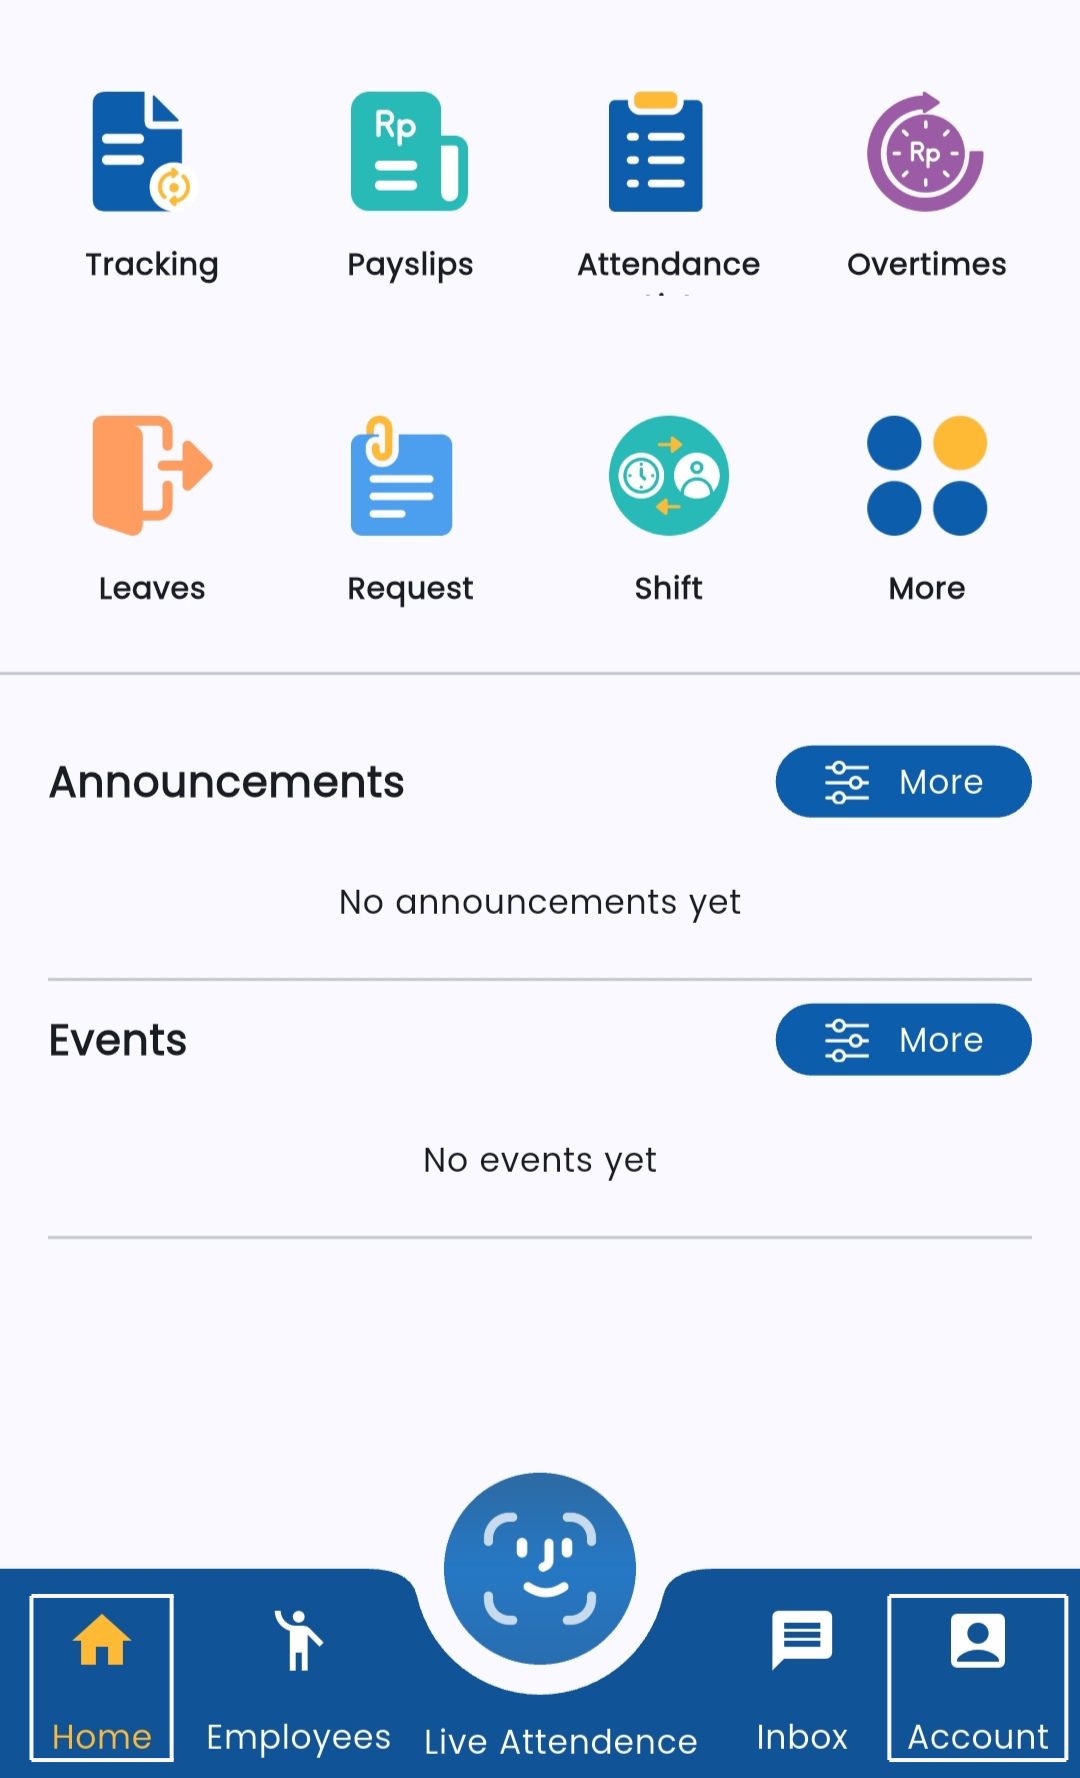 Rp
Rp
Tracking
Payslips
Attendance
Overtimes
Leaves
Request
Shift
More
Announcements
More
No announcements yet
Events
More
No events yet
Home
Employees
Live Attendence
Inbox
Account